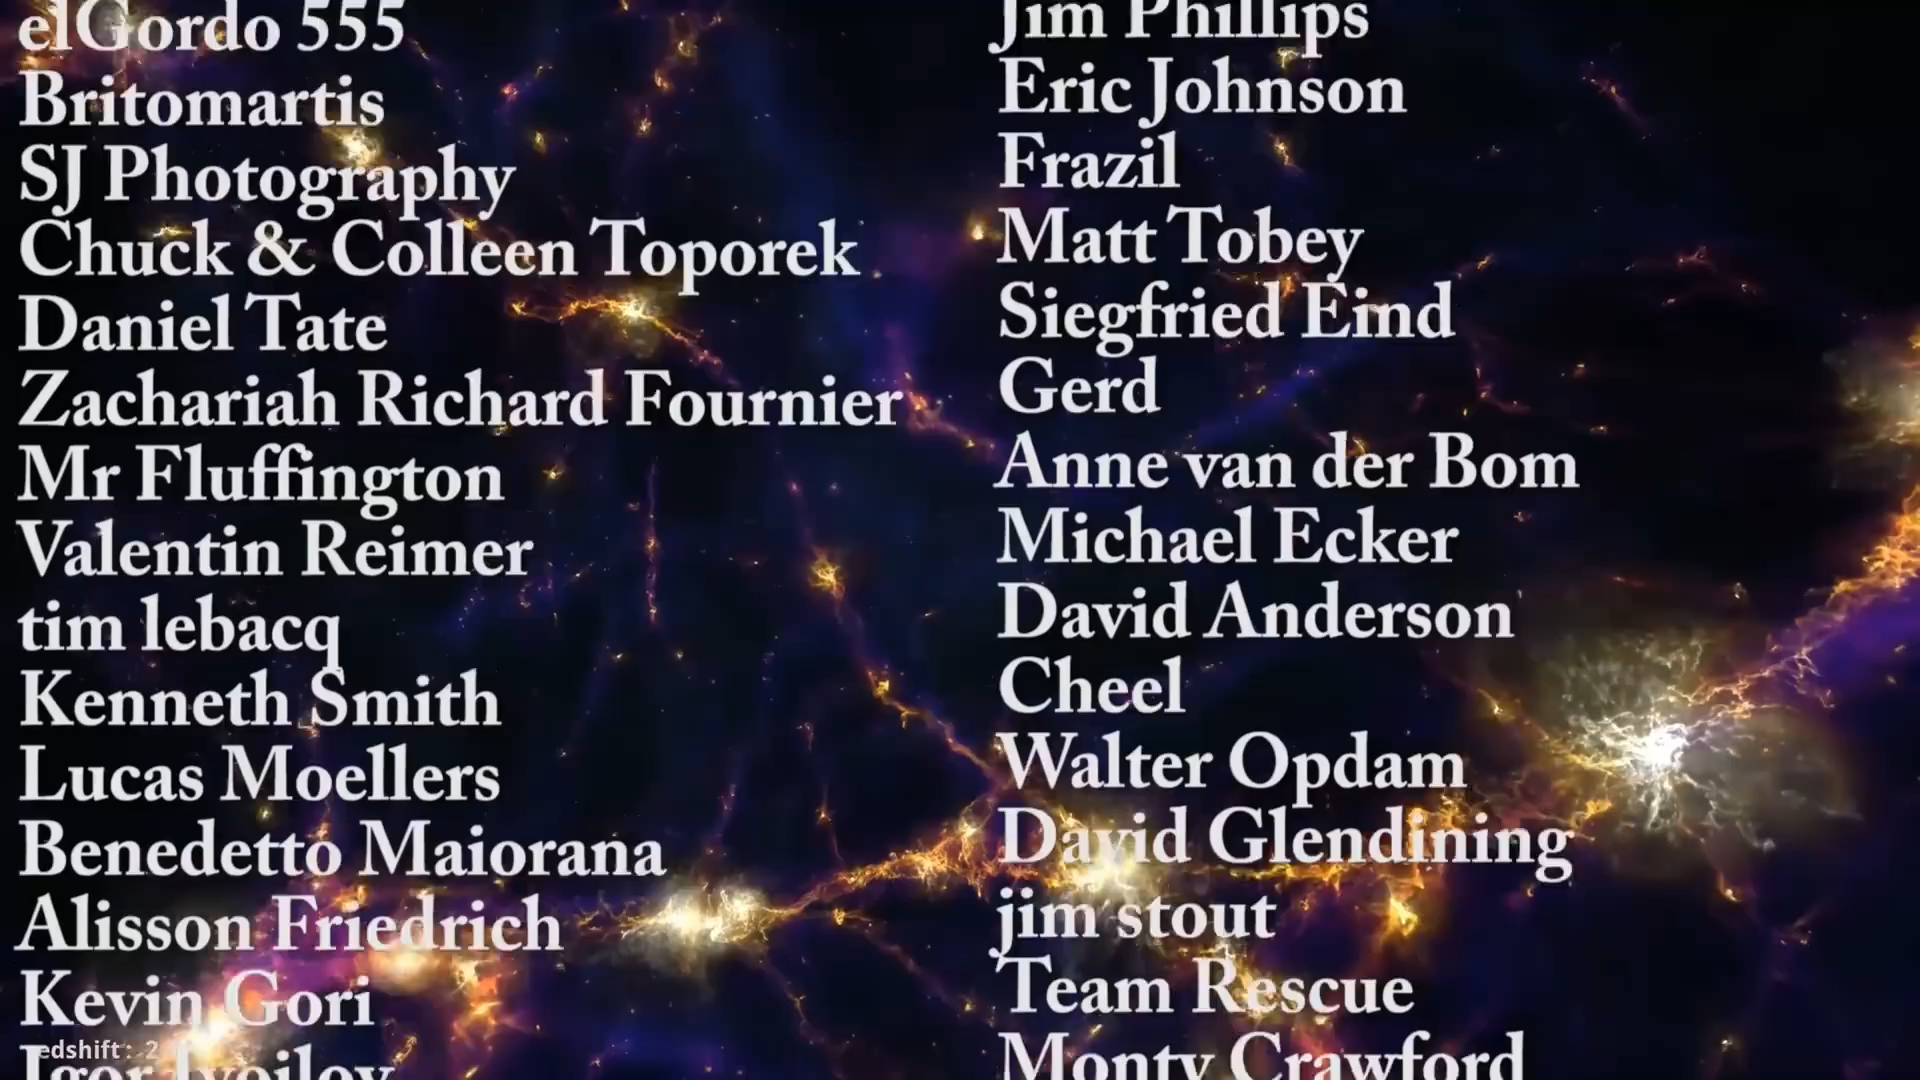 elGordo 555
Britomartis
SJ Photography
Chuck & Colleen Toporek
Daniel Tate
Zachariah Richard Fournier
Mr Fluffington
Valentin Reimer
tim lebacq
Kenneth Smith
Lucas Moellers
Benedetto Maiorana
Alisson Friedrich
Kevin Gori
edshift: 2
Igor
Jim Phillips
Eric Johnson
Frazil
Matt Tobey
Siegfried Eind
Gerd
Anne van der Bom
Michael Ecker
David Anderson
Cheel
Walter Opdam
David Glendining
jim stout
Team Rescue
Monty Crawford